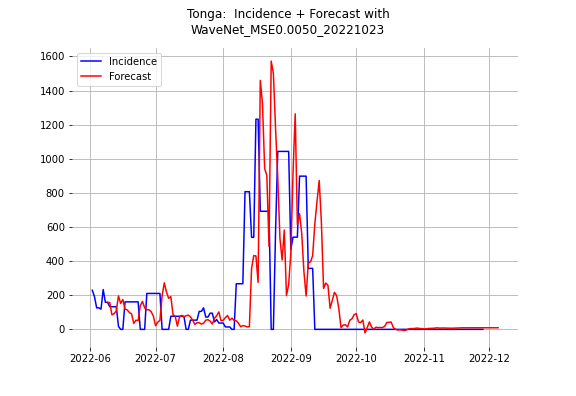 Tonga:  Incidence + Forecast with
WaveNet_MSE0.0050_20221023
Incidence
Forecast
1600
1400
1200
1000
800
600
400
200
0
2022-06 2022-07 2022-08 2022-09 2022-10 2022-11 2022-12